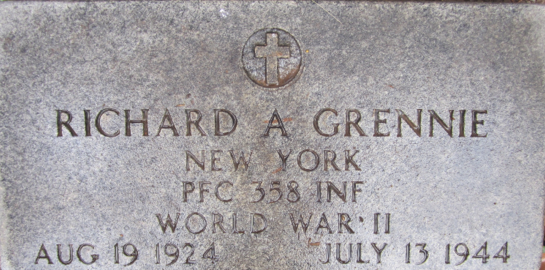 RICHARD A GRENNIE
NEW YORK
PFC 358 INF
WORLD WAR II
AUG 19 1924 JULY 13 1944